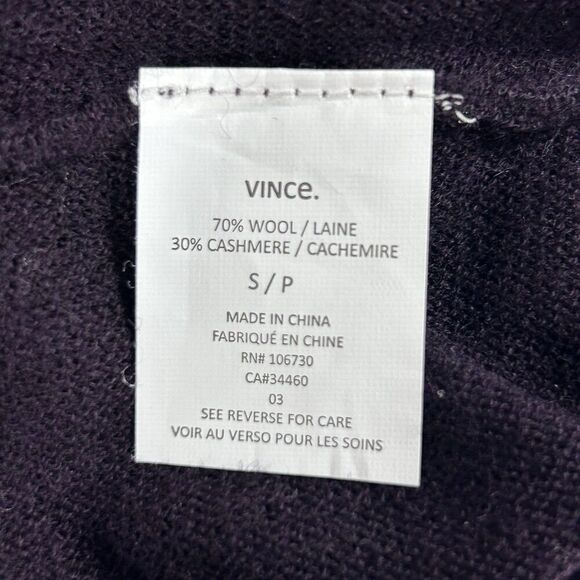 VINCe.
70% WOOL / LAINE
30% CASHMERE / CACHEMIRE
S / P
MADE IN CHINA
FABRIQUÉ EN CHINE
RN# 106730
CA#34460
03
SEE REVERSE FOR CARE
VOIR AU VERSO POUR LES SOINS